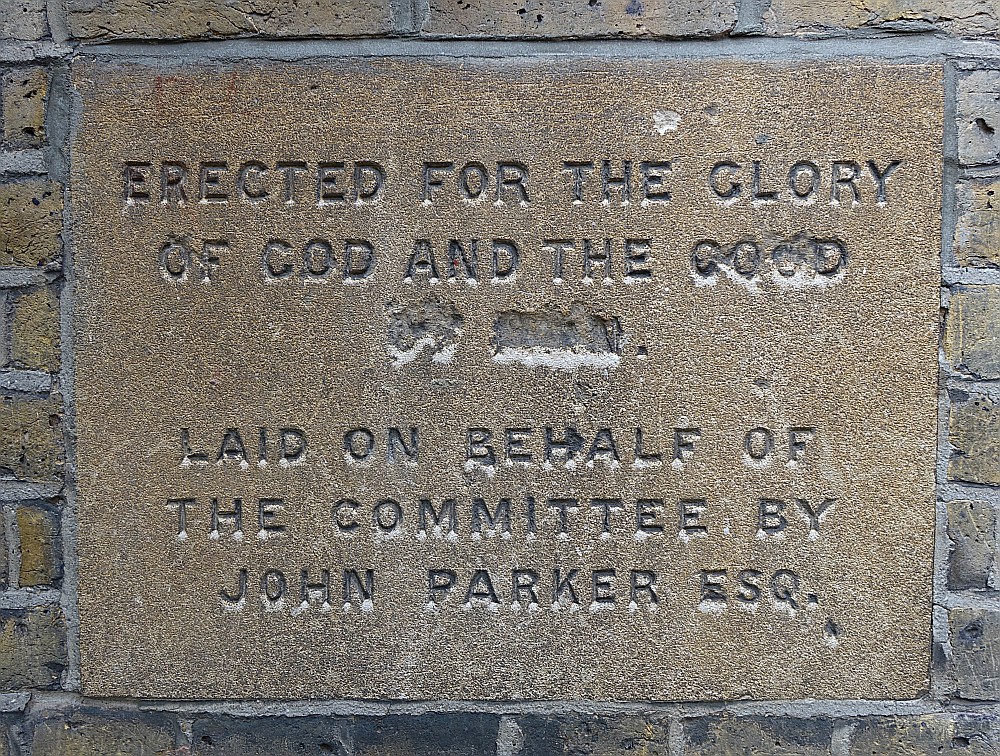 ERECTED FOR THE GLORY
OF GOD AND THE GOOD
LAID ON BEHALF OF
THE COMMITTEE BY
JOHN PARKER ESQ.